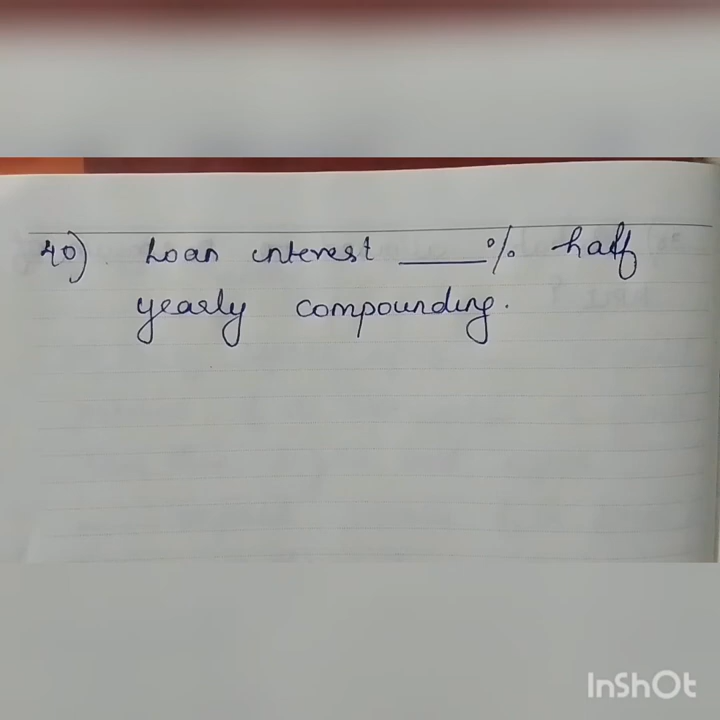 40) Loan interest ____% half
yearly compounding.
InShOt